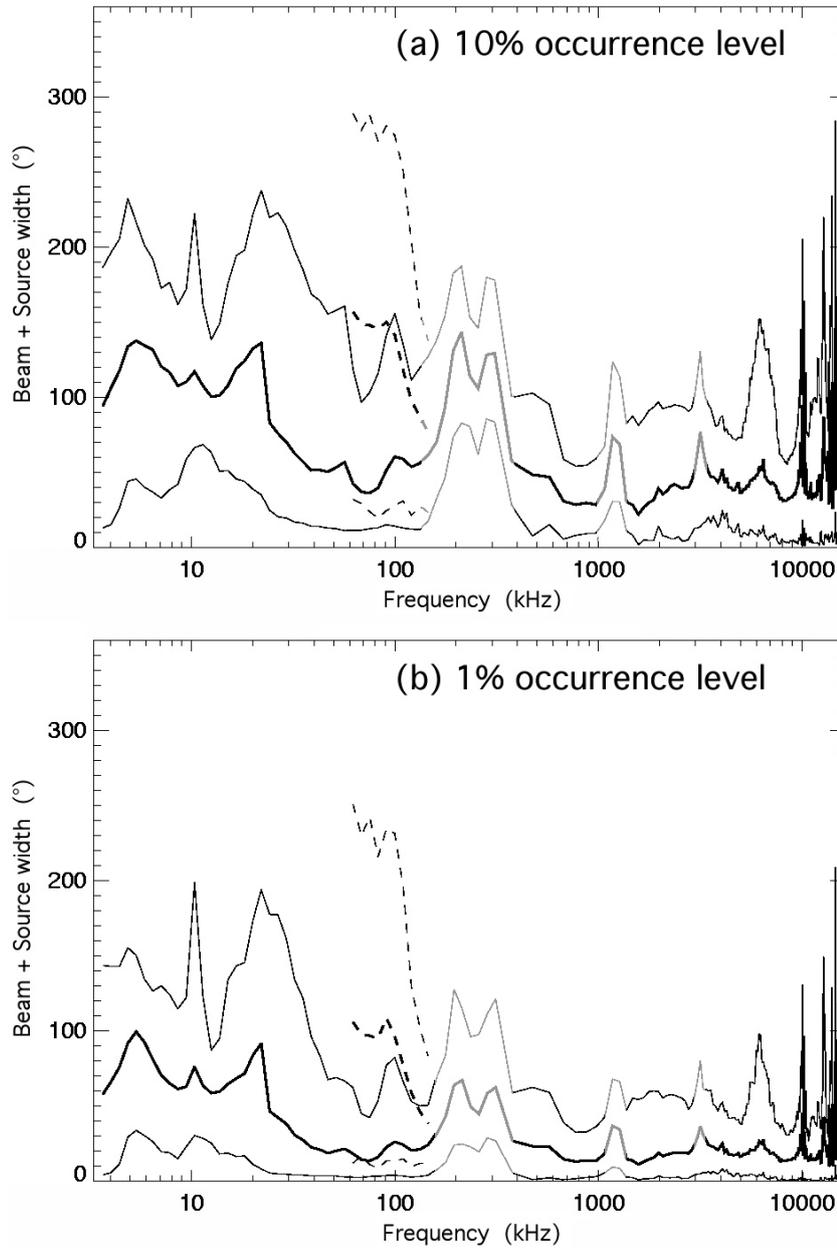 (a) 10% occurrence level
300
200
100
0
Beam + Source width (°)
10 100 1000 10000
Frequency (kHz)
(b) 1% occurrence level
300
200
100
0
Beam + Source width (°)
10 100 1000 10000
Frequency (kHz)